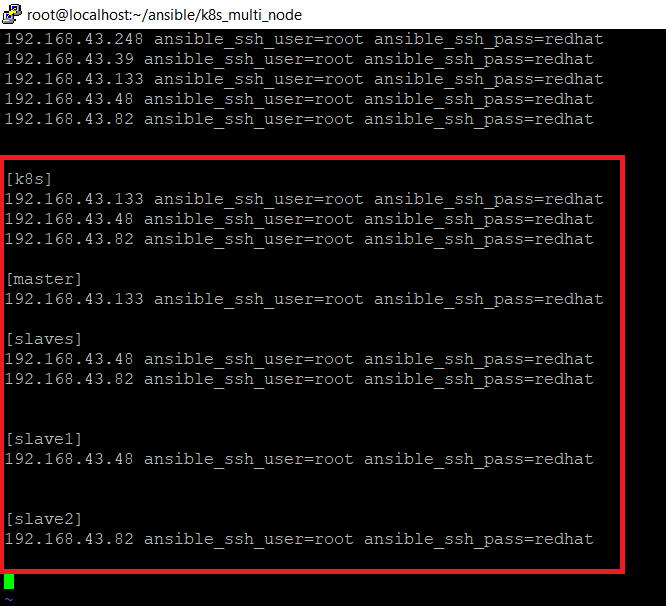 root@localhost:~/ansible/k8s_multi_node
192.168.43.248 ansible_ssh_user=root ansible_ssh_pass=redhat
192.168.43.39 ansible_ssh_user=root ansible_ssh_pass=redhat
192.168.43.133 ansible_ssh_user=root ansible_ssh_pass=redhat
192.168.43.48 ansible_ssh_user=root ansible_ssh_pass=redhat
192.168.43.82 ansible_ssh_user=root ansible_ssh_pass=redhat
[k8s]
192.168.43.133 ansible_ssh_user=root ansible_ssh_pass=redhat
192.168.43.48 ansible_ssh_user=root ansible_ssh_pass=redhat
192.168.43.82 ansible_ssh_user=root ansible_ssh_pass=redhat
[master]
192.168.43.133 ansible_ssh_user=root ansible_ssh_pass=redhat
[slaves]
192.168.43.48 ansible_ssh_user=root ansible_ssh_pass=redhat
192.168.43.82 ansible_ssh_user=root ansible_ssh_pass=redhat
[slave1]
192.168.43.48 ansible_ssh_user=root ansible_ssh_pass=redhat
[slave2]
192.168.43.82 ansible_ssh_user=root ansible_ssh_pass=redhat
~